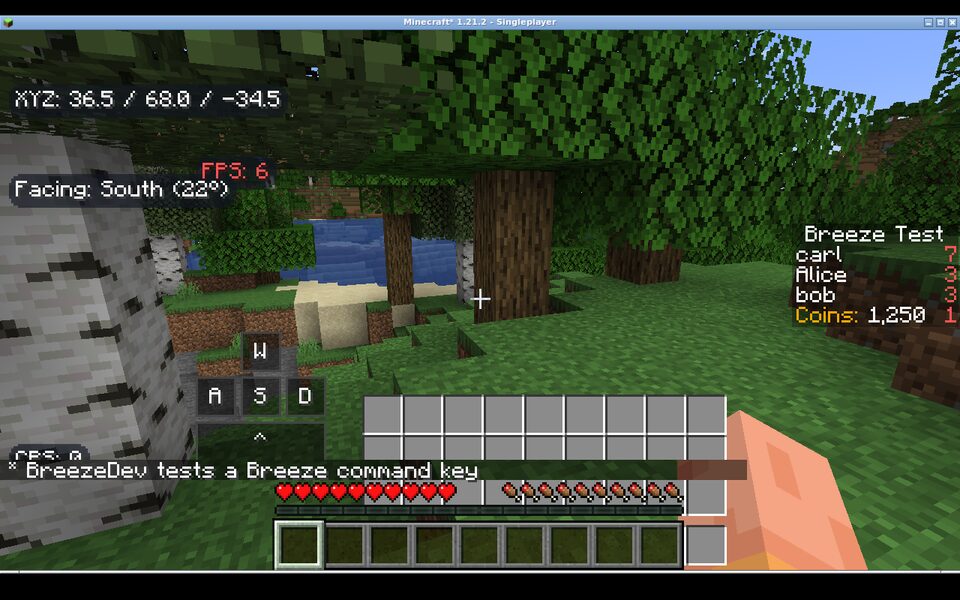 Minecraft* 1.21.2 - Singleplayer
XYZ: 36.5 / 68.0 / -34.5
FPS: 6
Facing: South (22°)
Breeze Test
carl 7
Alice 3
bob 3
Coins: 1,250 1
W
A S D
^
CPS: 0
* BreezeDev tests a Breeze command key